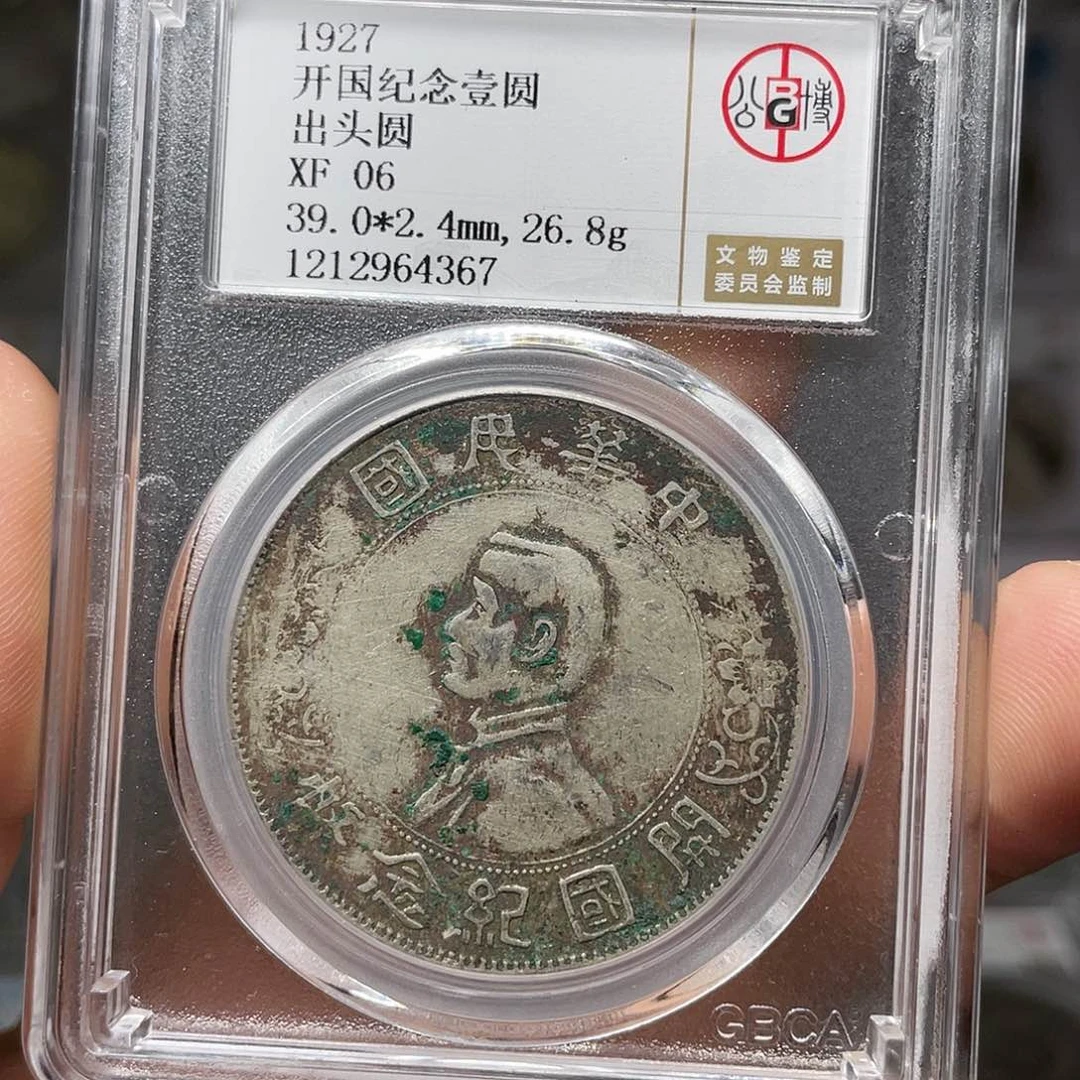 1927
开国纪念壹圆
出头圆
XF 06
39.0*2.4mm, 26.8g
1212964367
公 BG 博
文物鉴定
委员会监制
中華民國
開國紀念幣
GBCA